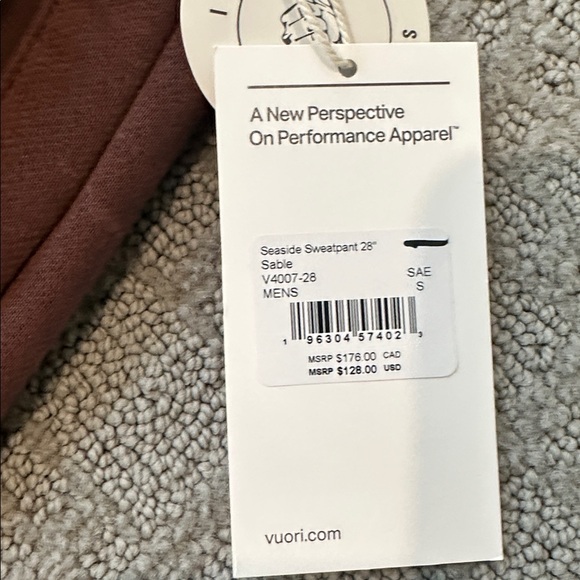 I S
A New Perspective
On Performance Apparel™
Seaside Sweatpant 28"
Sable
V4007-28 SAE
MENS S
1 96304 57402 3
MSRP $176.00 CAD
MSRP $128.00 USD
vuori.com